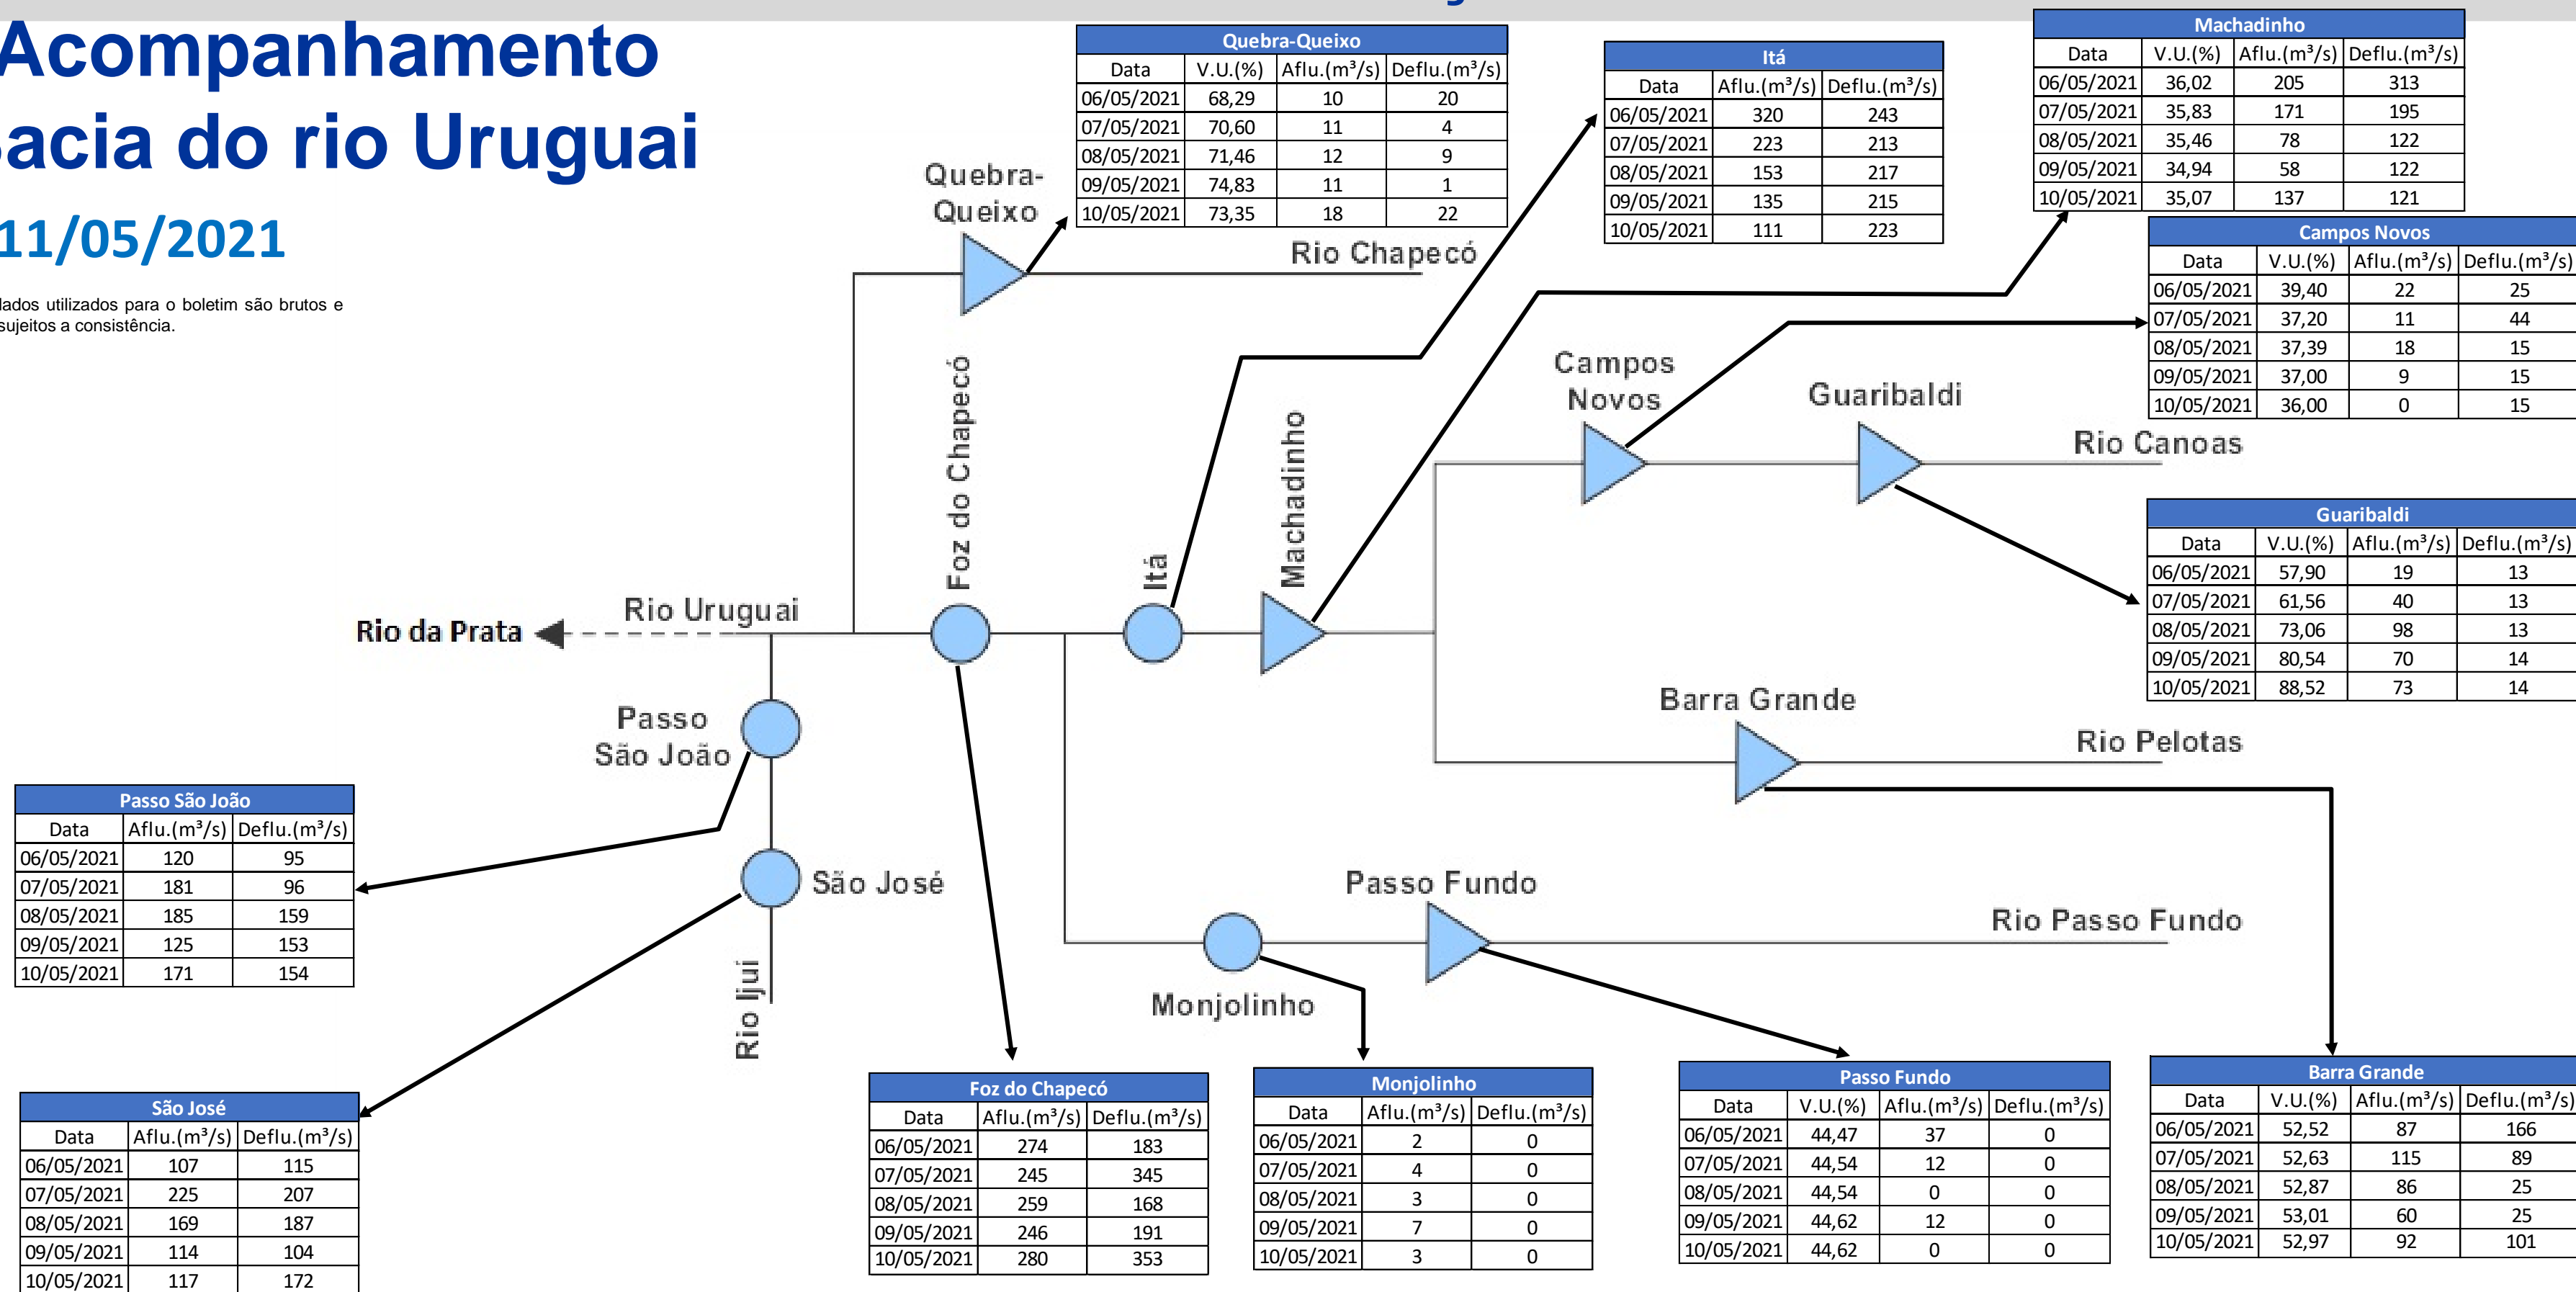 Acompanhamento
acia do rio Uruguai
11/05/2021
dados utilizados para o boletim são brutos e
sujeitos a consistência.
Quebra-Queixo
Data V.U.(%) Aflu.(m³/s) Deflu.(m³/s)
06/05/2021 68,29 10 20
07/05/2021 70,60 11 4
08/05/2021 71,46 12 9
09/05/2021 74,83 11 1
10/05/2021 73,35 18 22
Itá
Data Aflu.(m³/s) Deflu.(m³/s)
06/05/2021 320 243
07/05/2021 223 213
08/05/2021 153 217
09/05/2021 135 215
10/05/2021 111 223
Machadinho
Data V.U.(%) Aflu.(m³/s) Deflu.(m³/s)
06/05/2021 36,02 205 313
07/05/2021 35,83 171 195
08/05/2021 35,46 78 122
09/05/2021 34,94 58 122
10/05/2021 35,07 137 121
Campos Novos
Data V.U.(%) Aflu.(m³/s) Deflu.(m³/s)
06/05/2021 39,40 22 25
07/05/2021 37,20 11 44
08/05/2021 37,39 18 15
09/05/2021 37,00 9 15
10/05/2021 36,00 0 15
Quebra-
Queixo
Rio Chapecó
Foz do Chapecó
Itá
Machadinho
Campos
Novos
Guaribaldi
Rio Canoas
Guaribaldi
Data V.U.(%) Aflu.(m³/s) Deflu.(m³/s)
06/05/2021 57,90 19 13
07/05/2021 61,56 40 13
08/05/2021 73,06 98 13
09/05/2021 80,54 70 14
10/05/2021 88,52 73 14
Rio da Prata
Rio Uruguai
Passo
São João
Barra Grande
Rio Pelotas
São José
Rio Ijuí
Passo Fundo
Rio Passo Fundo
Monjolinho
Passo São João
Data Aflu.(m³/s) Deflu.(m³/s)
06/05/2021 120 95
07/05/2021 181 96
08/05/2021 185 159
09/05/2021 125 153
10/05/2021 171 154
São José
Data Aflu.(m³/s) Deflu.(m³/s)
06/05/2021 107 115
07/05/2021 225 207
08/05/2021 169 187
09/05/2021 114 104
10/05/2021 117 172
Foz do Chapecó
Data Aflu.(m³/s) Deflu.(m³/s)
06/05/2021 274 183
07/05/2021 245 345
08/05/2021 259 168
09/05/2021 246 191
10/05/2021 280 353
Monjolinho
Data Aflu.(m³/s) Deflu.(m³/s)
06/05/2021 2 0
07/05/2021 4 0
08/05/2021 3 0
09/05/2021 7 0
10/05/2021 3 0
Passo Fundo
Data V.U.(%) Aflu.(m³/s) Deflu.(m³/s)
06/05/2021 44,47 37 0
07/05/2021 44,54 12 0
08/05/2021 44,54 0 0
09/05/2021 44,62 12 0
10/05/2021 44,62 0 0
Barra Grande
Data V.U.(%) Aflu.(m³/s) Deflu.(m³/s)
06/05/2021 52,52 87 166
07/05/2021 52,63 115 89
08/05/2021 52,87 86 25
09/05/2021 53,01 60 25
10/05/2021 52,97 92 101